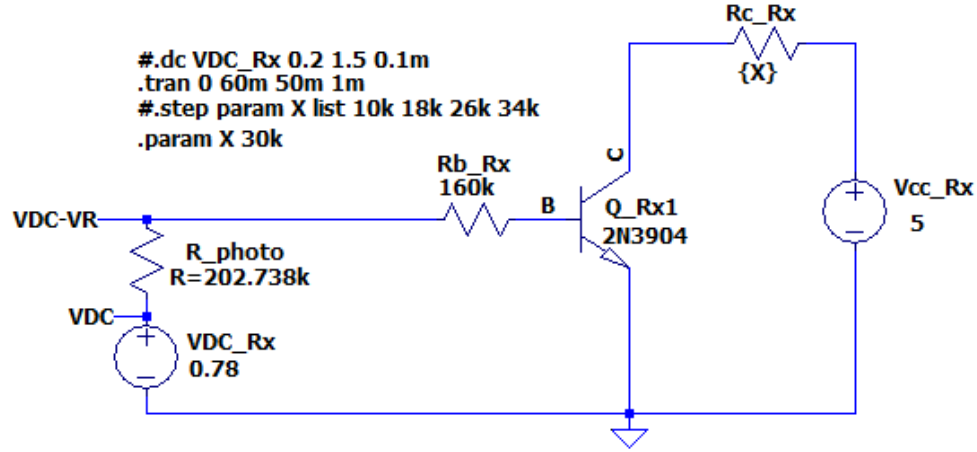 Rc_Rx
{X}
#.dc VDC_Rx 0.2 1.5 0.1m
.tran 0 60m 50m 1m
#.step param X list 10k 18k 26k 34k
.param X 30k
Rb_Rx
160k
C
B
Q_Rx1
2N3904
Vcc_Rx
5
VDC-VR
R_photo
R=202.738k
VDC
VDC_Rx
0.78